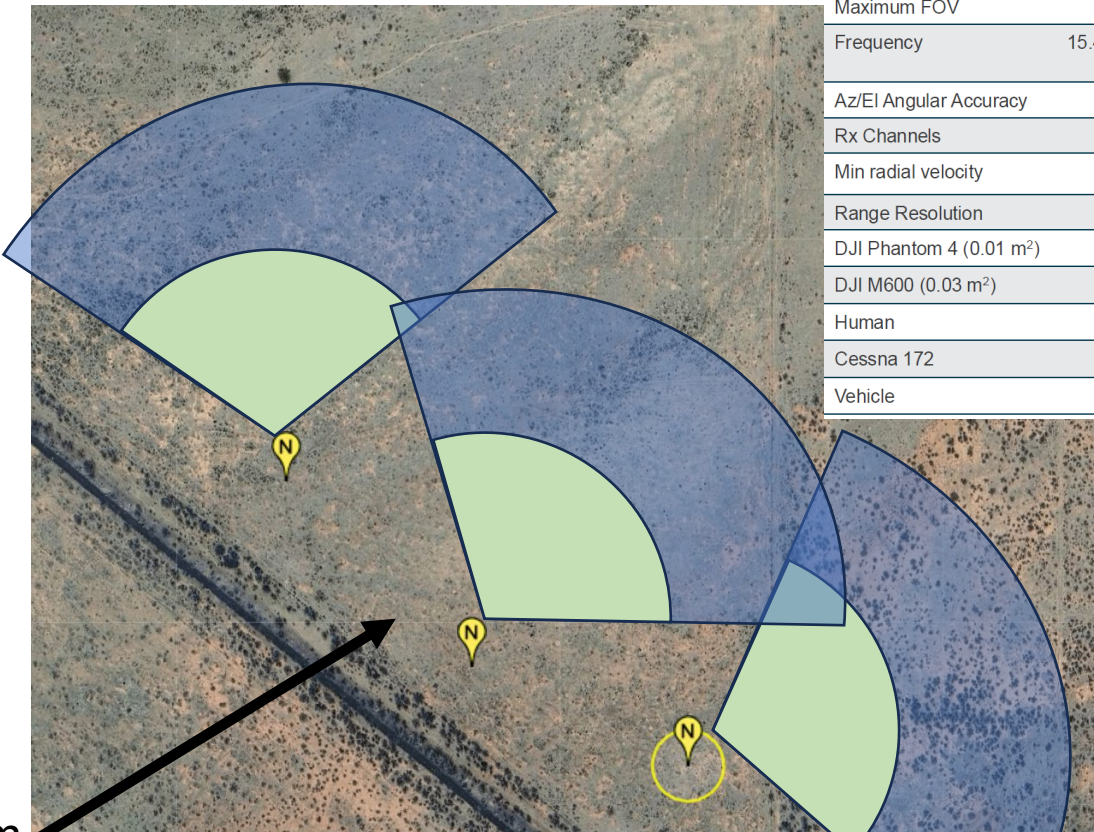 Maximum FOV
Frequency 15.
Az/El Angular Accuracy
Rx Channels
Min radial velocity
Range Resolution
DJI Phantom 4 (0.01 m²)
DJI M600 (0.03 m²)
Human
Cessna 172
Vehicle
N
N
N